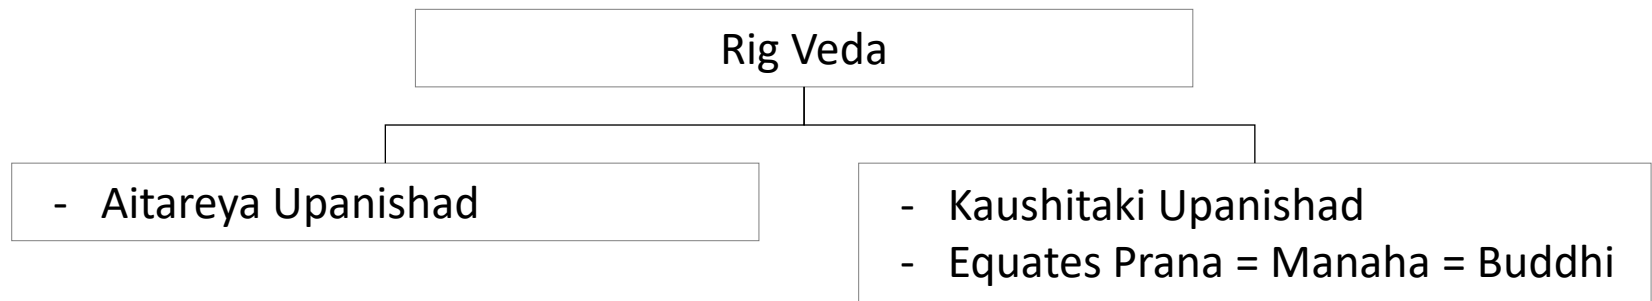 Rig Veda
- Aitareya Upanishad
- Kaushitaki Upanishad
- Equates Prana = Manaha = Buddhi